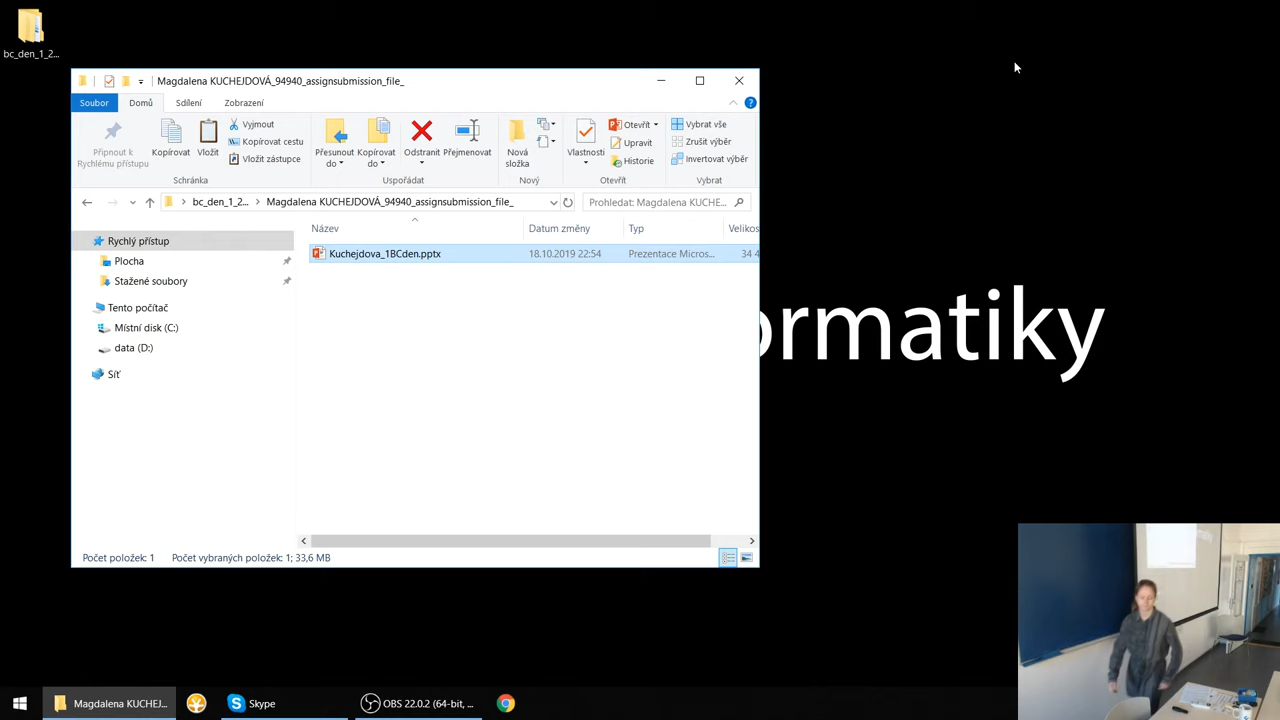 bc_den_1_2...
Magdalena KUCHEJDOVÁ_94940_assignsubmission_file_
Soubor
Domů
Sdílení
Zobrazení
Připnout k
Rychlému přístupu
Kopírovat
Vložit
Vyjmout
Kopírovat cestu
Vložit zástupce
Schránka
Přesunout
do
Kopírovat
do
Odstranit
Přejmenovat
Uspořádat
Nová
složka
Nový
Vlastnosti
Otevřít
Upravit
Historie
Otevřít
Vybrat vše
Zrušit výběr
Invertovat výběr
Vybrat
bc_den_1_2... > Magdalena KUCHEJDOVÁ_94940_assignsubmission_file_
Prohledat: Magdalena KUCHE...
Název
Datum změny
Typ
Velikos
Kuchejdova_1BCden.pptx
18.10.2019 22:54
Prezentace Micros...
34 4
Rychlý přístup
Plocha
Stažené soubory
Tento počítač
Místní disk (C:)
data (D:)
Síť
Počet položek: 1
Počet vybraných položek: 1; 33,6 MB
ormatiky
Magdalena KUCHEJ...
Skype
OBS 22.0.2 (64-bit, ...